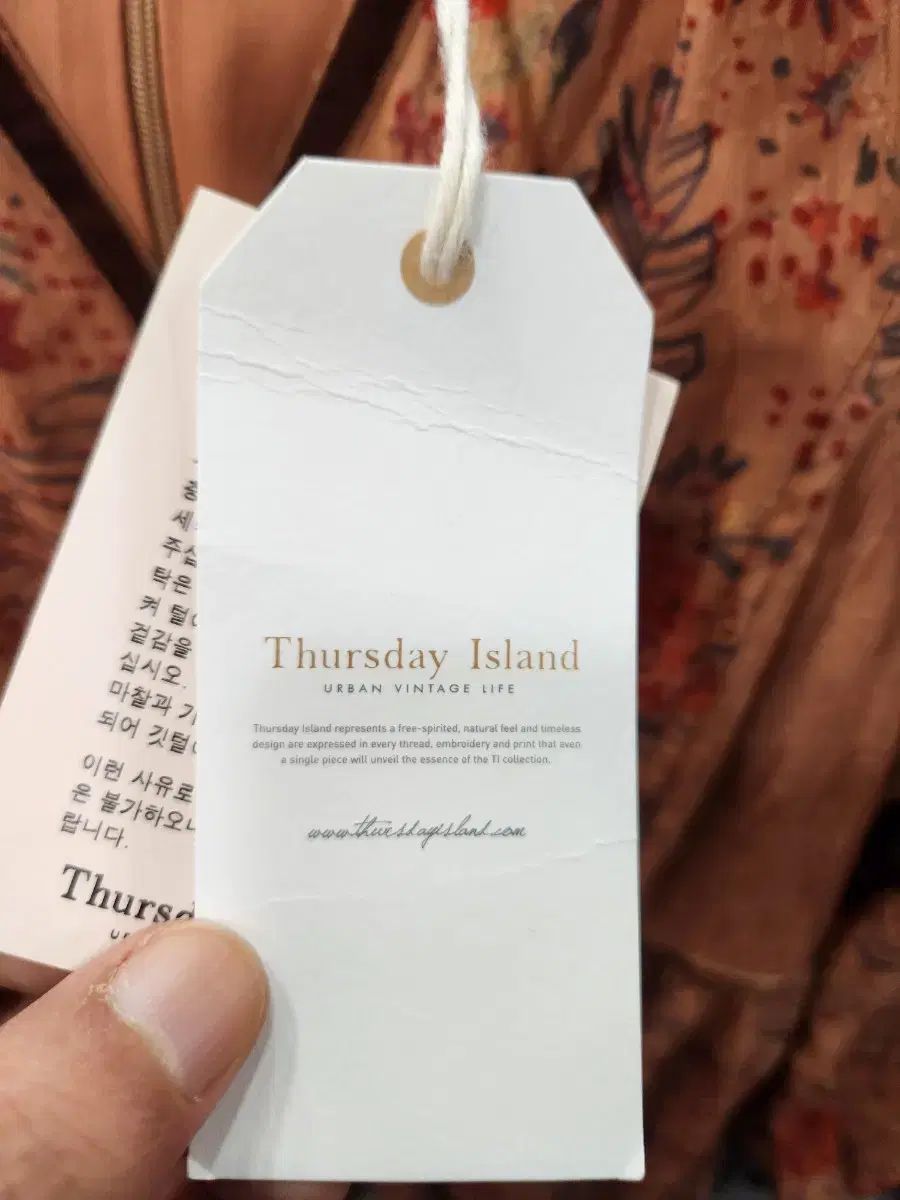 Thursday Island
URBAN VINTAGE LIFE
Thursday Island represents a free-spirited, natural feel and timeless
design are expressed in every thread, embroidery and print that even
a single piece will unveil the essence of the TI collection.
www.thursdayisland.com
세
주십
탁은
켜 털
겉감을
십시오.
마찰과 기
되어 깃털
이런 사유로
은 불가하오니
랍니다.
Thursd